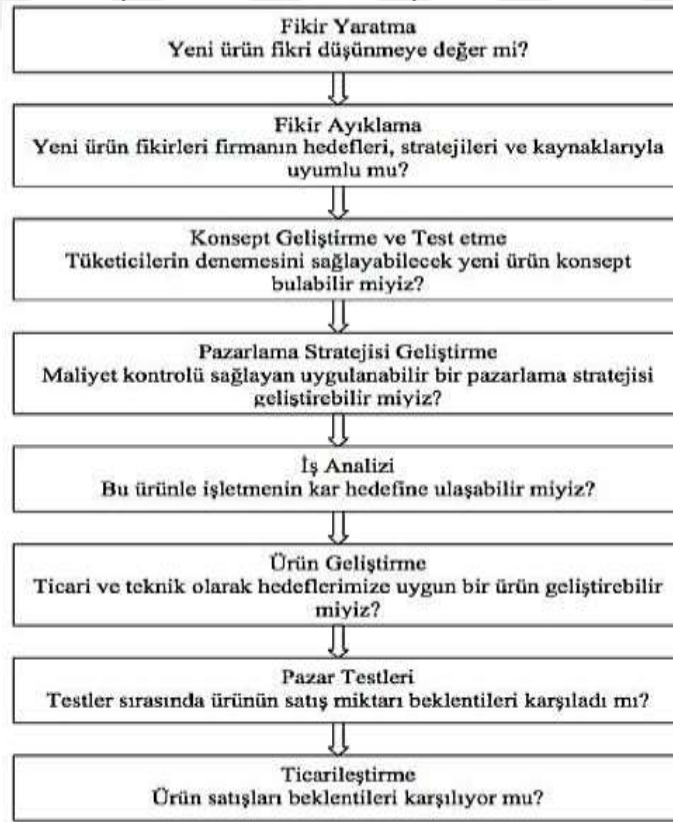 Fikir Yaratma
Yeni ürün fikri düşünmeye değer mi?
Fikir Ayıklama
Yeni ürün fikirleri firmanın hedefleri, stratejileri ve kaynaklarıyla
uyumlu mu?
Konsept Geliştirme ve Test etme
Tüketicilerin denemesini sağlayabilecek yeni ürün konsept
bulabilir miyiz?
Pazarlama Stratejisi Geliştirme
Maliyet kontrolü sağlayan uygulanabilir bir pazarlama stratejisi
geliştirebilir miyiz?
İş Analizi
Bu ürünle işletmenin kar hedefine ulaşabilir miyiz?
Ürün Geliştirme
Ticari ve teknik olarak hedeflerimize uygun bir ürün geliştirebilir
miyiz?
Pazar Testleri
Testler sırasında ürünün satış miktarı beklentileri karşıladı mı?
Ticarileştirme
Ürün satışları beklentileri karşılıyor mu?